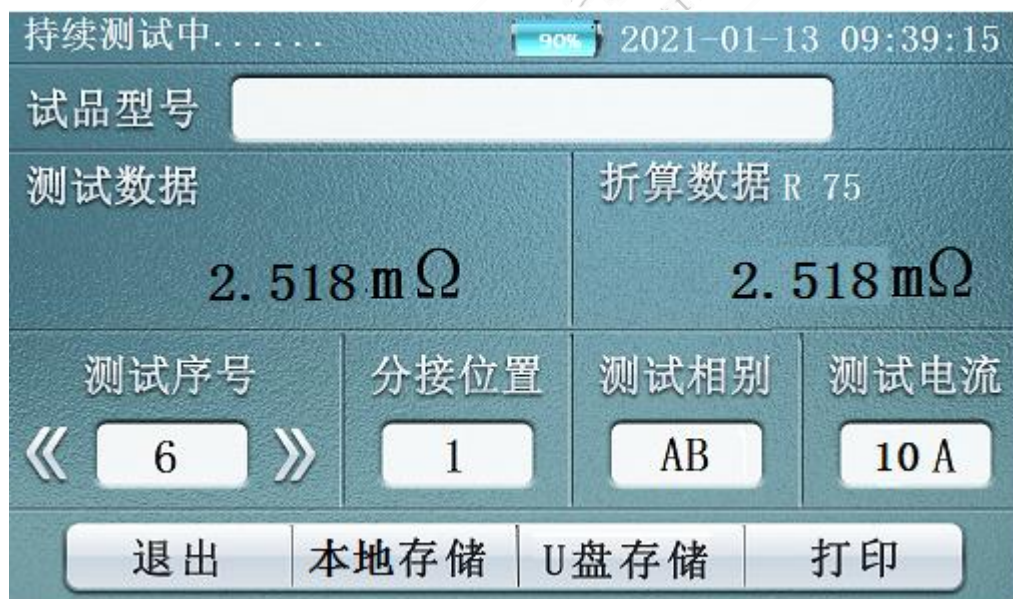 持续测试中...... 90% 2021-01-13 09:39:15
试品型号
测试数据 折算数据 R 75
2.518 mΩ 2.518 mΩ
测试序号 分接位置 测试相别 测试电流
《 6 》 1 AB 10 A
退出 本地存储 U盘存储 打印